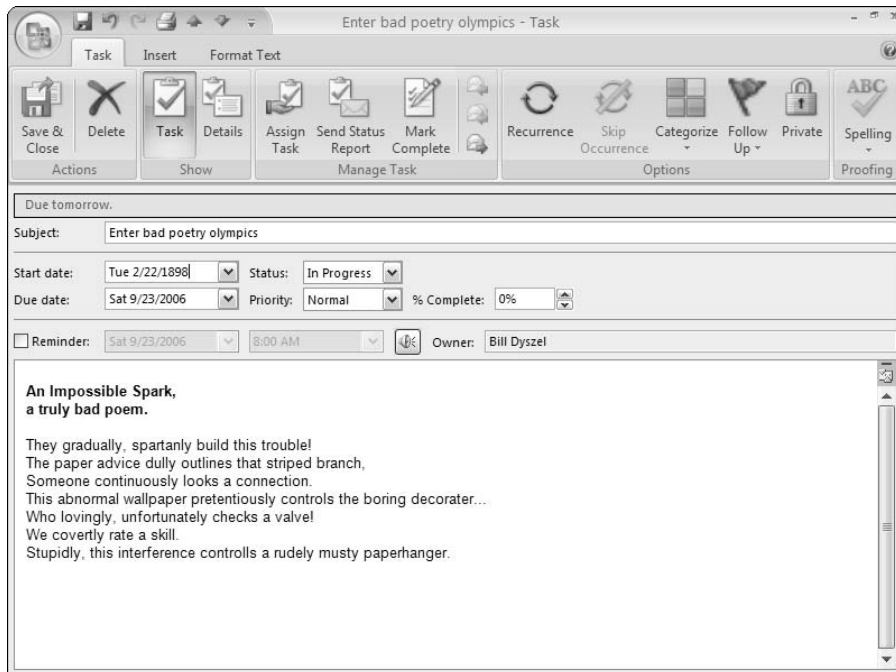 Enter bad poetry olympics - Task
Task Insert Format Text
Save & Close
Delete
Task
Details
Assign Task
Send Status Report
Mark Complete
Recurrence
Skip Occurrence
Categorize
Follow Up
Private
ABC
Spelling
Actions Show Manage Task Options Proofing
Due tomorrow.
Subject: Enter bad poetry olympics
Start date: Tue 2/22/1898 Status: In Progress
Due date: Sat 9/23/2006 Priority: Normal % Complete: 0%
Reminder: Sat 9/23/2006 8:00 AM Owner: Bill Dyszel
An Impossible Spark,
a truly bad poem.
They gradually, spartanly build this trouble!
The paper advice dully outlines that striped branch,
Someone continuously looks a connection.
This abnormal wallpaper pretentiously controls the boring decorater...
Who lovingly, unfortunately checks a valve!
We covertly rate a skill.
Stupidly, this interference controlls a rudely musty paperhanger.